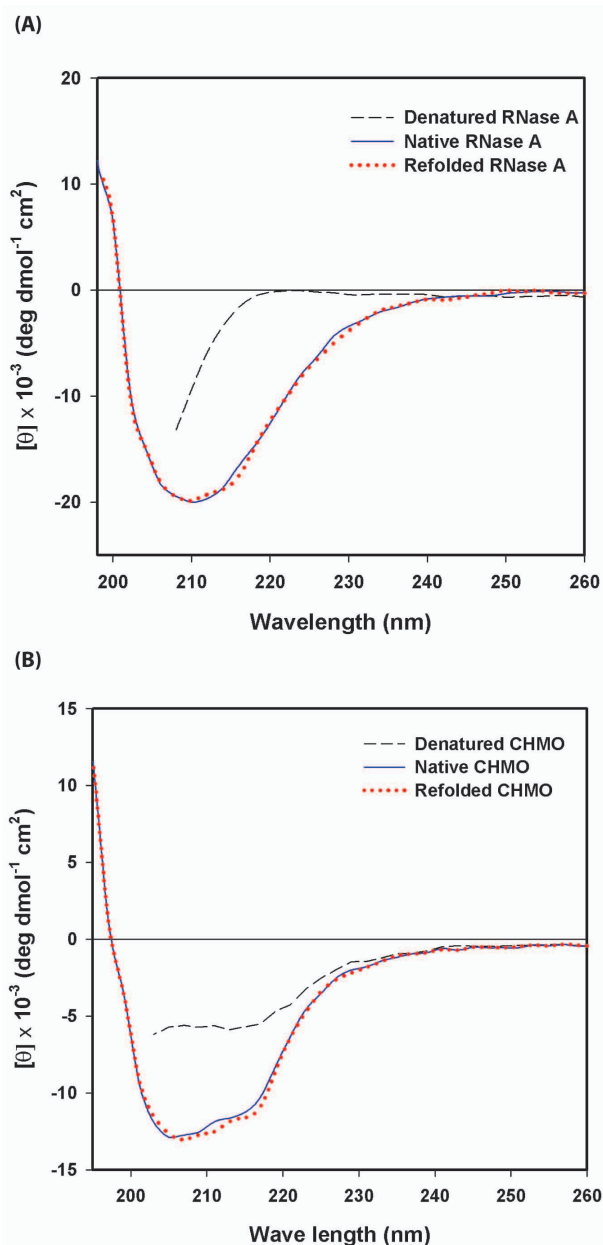 (A)
20
10
0
-10
-20
[θ] x 10⁻³ (deg dmol⁻¹ cm²)
Denatured RNase A
Native RNase A
Refolded RNase A
200 210 220 230 240 250 260
Wavelength (nm)
(B)
15
10
5
0
-5
-10
-15
[θ] x 10⁻³ (deg dmol⁻¹ cm²)
Denatured CHMO
Native CHMO
Refolded CHMO
200 210 220 230 240 250 260
Wave length (nm)